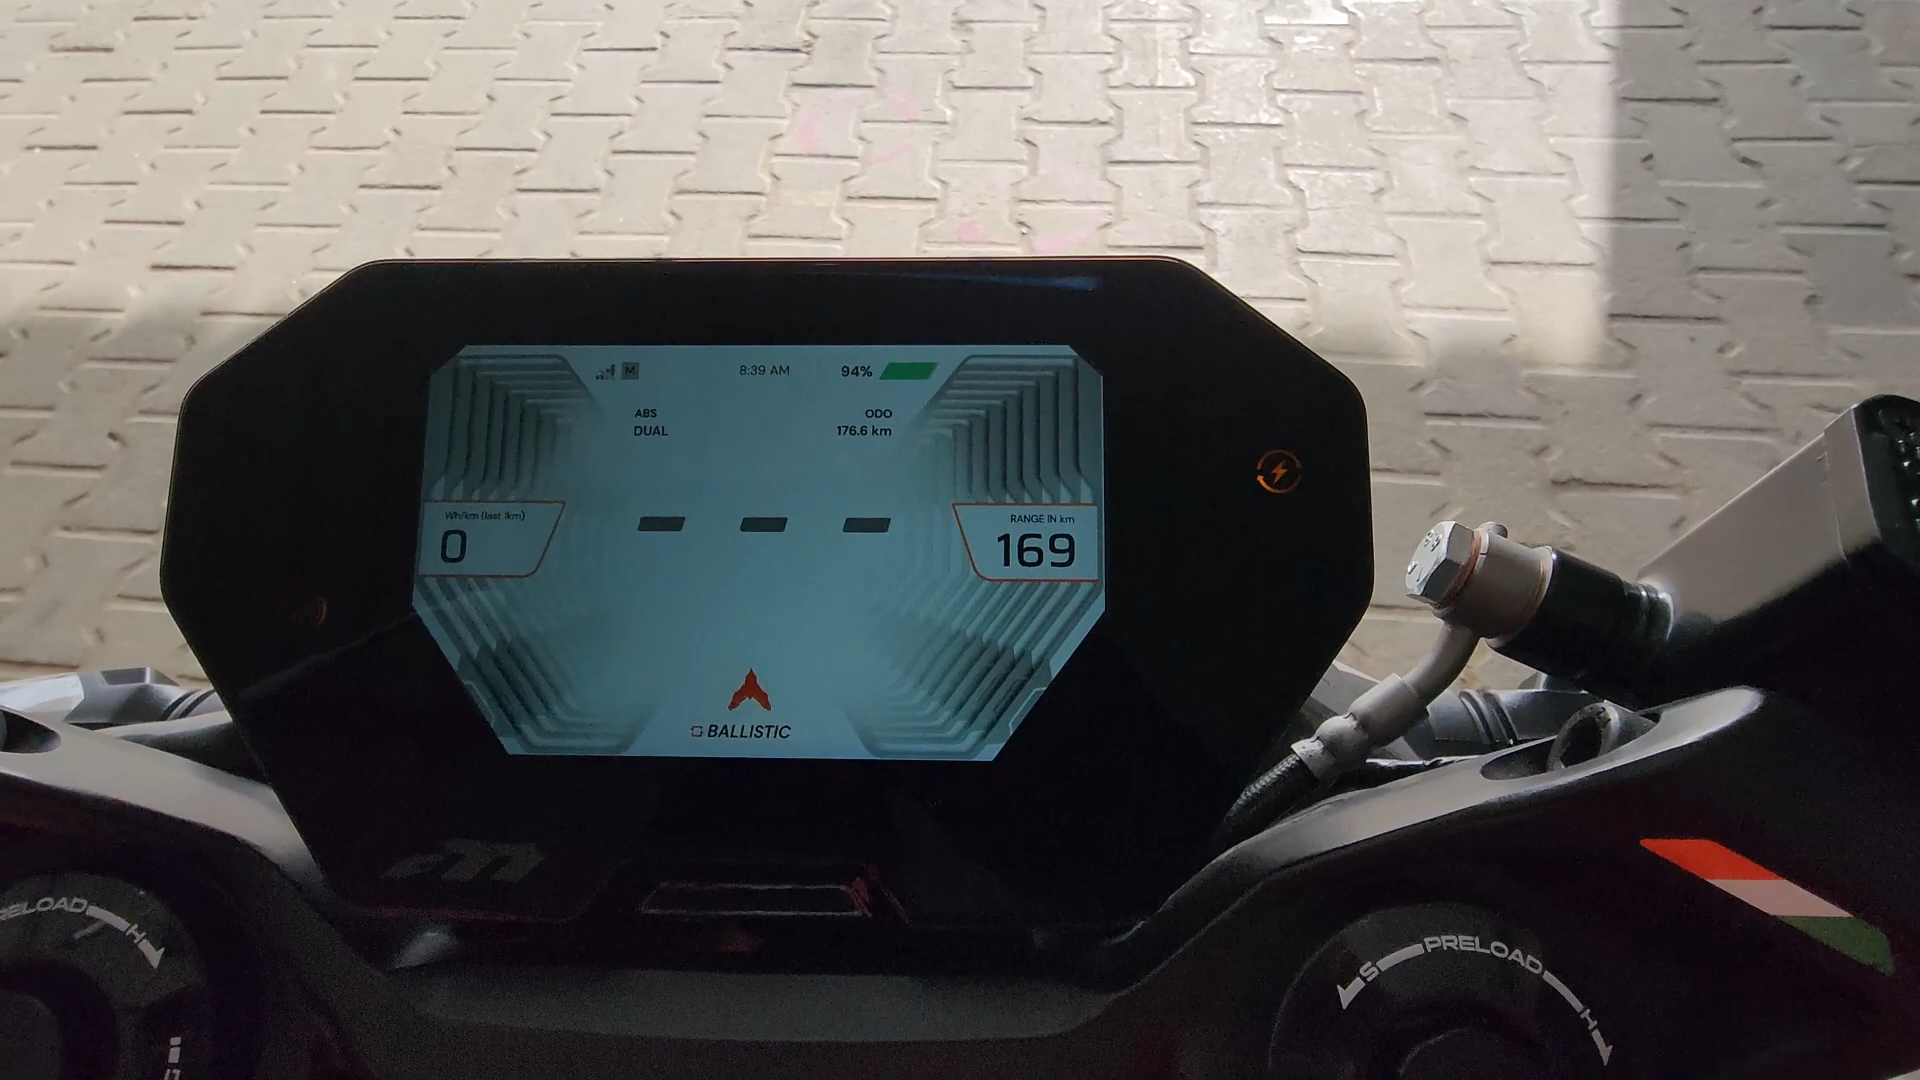 M
8:39 AM
94%
ABS
DUAL
ODO
176.6 km
Wh/km (last 1km)
0
RANGE IN km
169
BALLISTIC
RELOAD H
S PRELOAD H